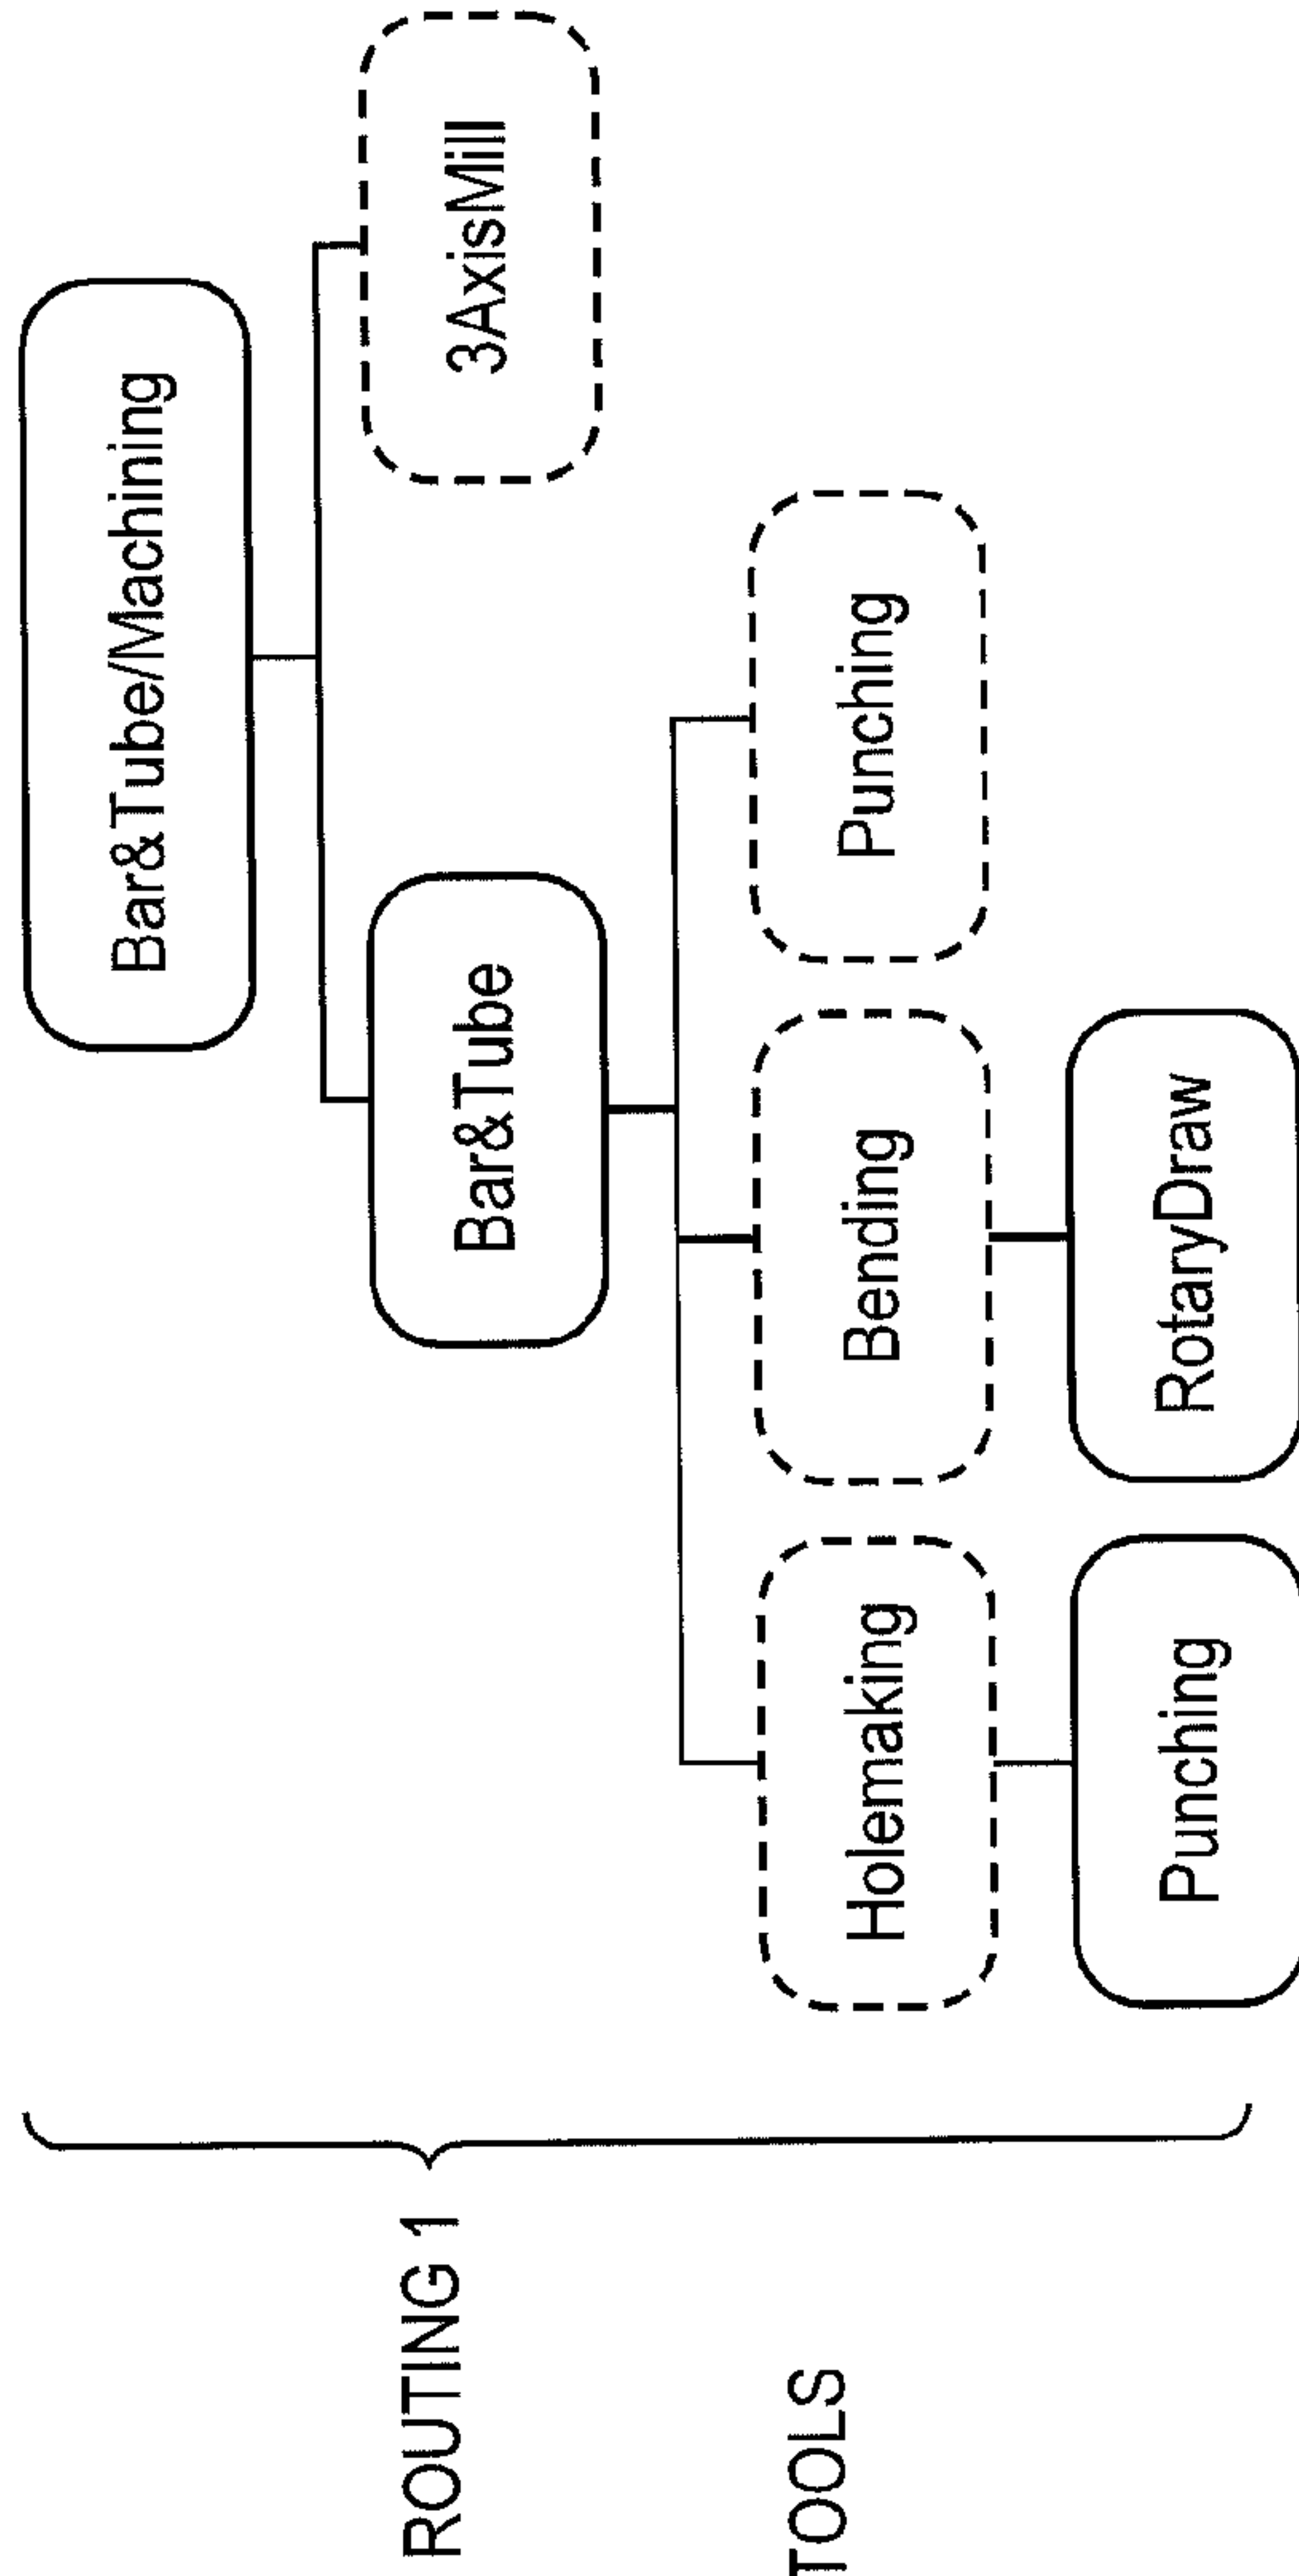 Bar&Tube/Machining
Bar&Tube
3AxisMill
ROUTING 1
Holemaking
Bending
Punching
TOOLS
Punching
RotaryDraw